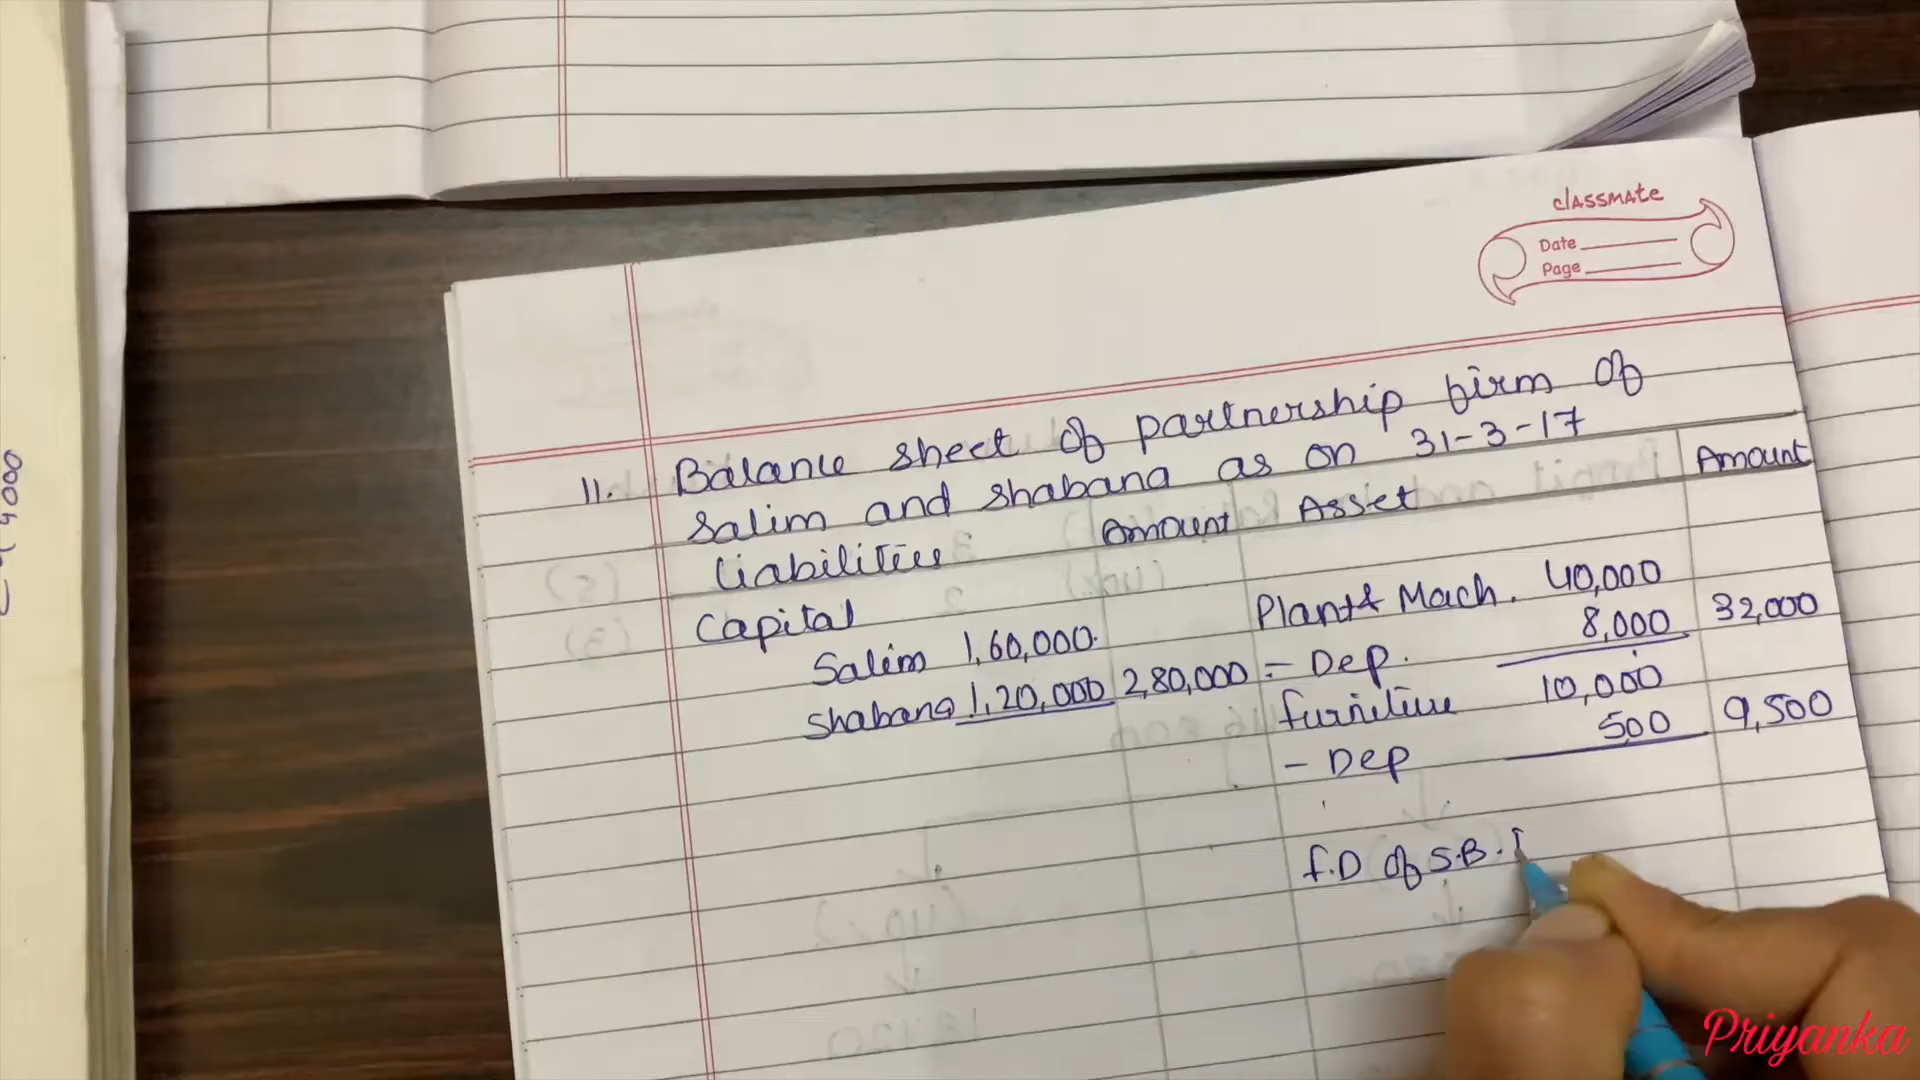 classmate
Date
Page
11. Balance sheet of partnership firm of
Salim and shabana as on 31-3-17
Liabilities Amount Asset Amount
Capital Plant & Mach. 40,000
Salim 1,60,000. - Dep. 8,000 32,000
Shabana 1,20,000 2,80,000 furniture 10,000
- Dep 500 9,500
f.D of S.B.I
4000
Priyanka